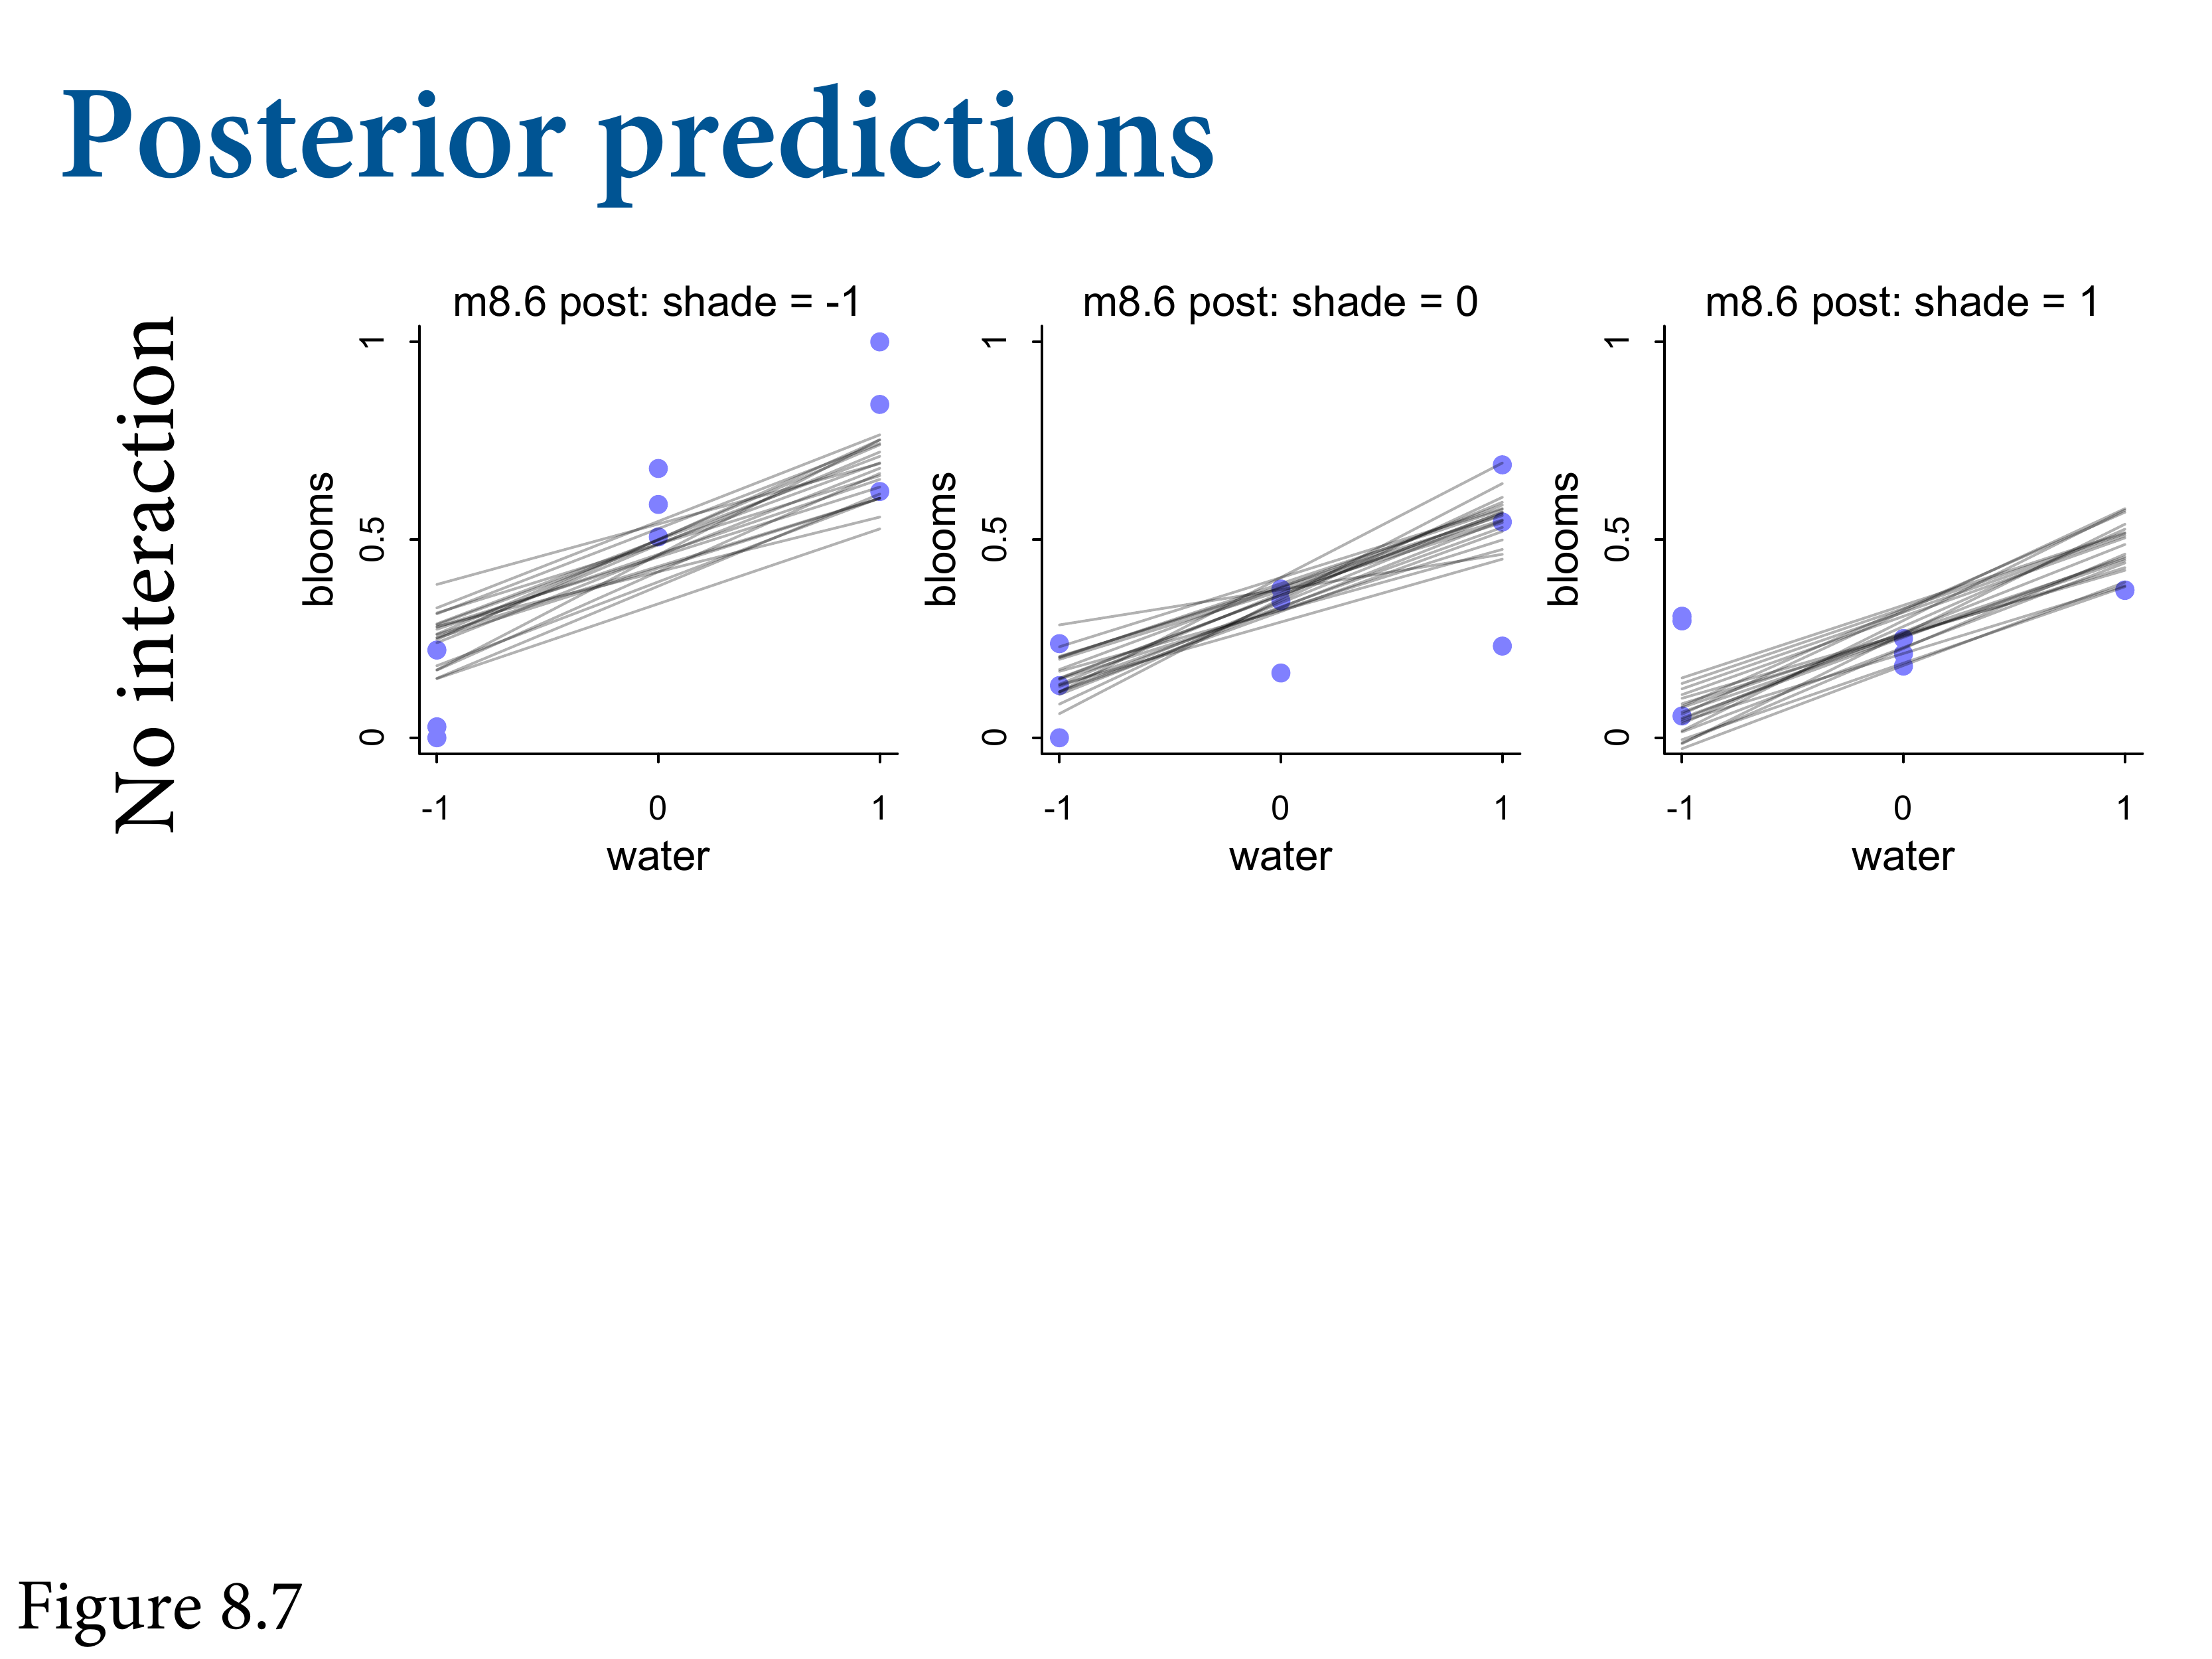 Posterior predictions
No interaction
m8.6 post: shade = -1
blooms
1
0.5
0
-1 0 1
water
m8.6 post: shade = 0
blooms
1
0.5
0
-1 0 1
water
m8.6 post: shade = 1
blooms
1
0.5
0
-1 0 1
water
Figure 8.7